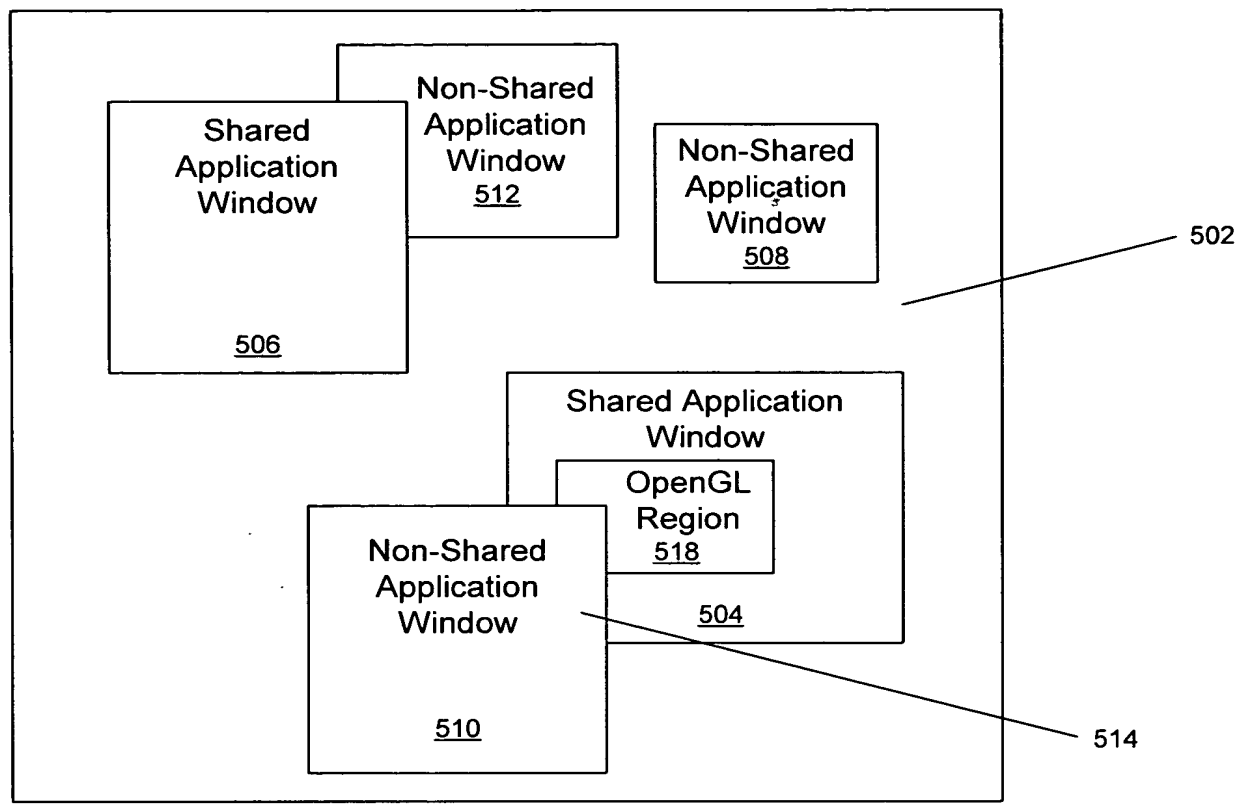 Non-Shared
Application
Window
512
Shared
Application
Window
506
Non-Shared
Application
Window
508
502
Shared Application
Window
OpenGL
Region
518
504
Non-Shared
Application
Window
510
514